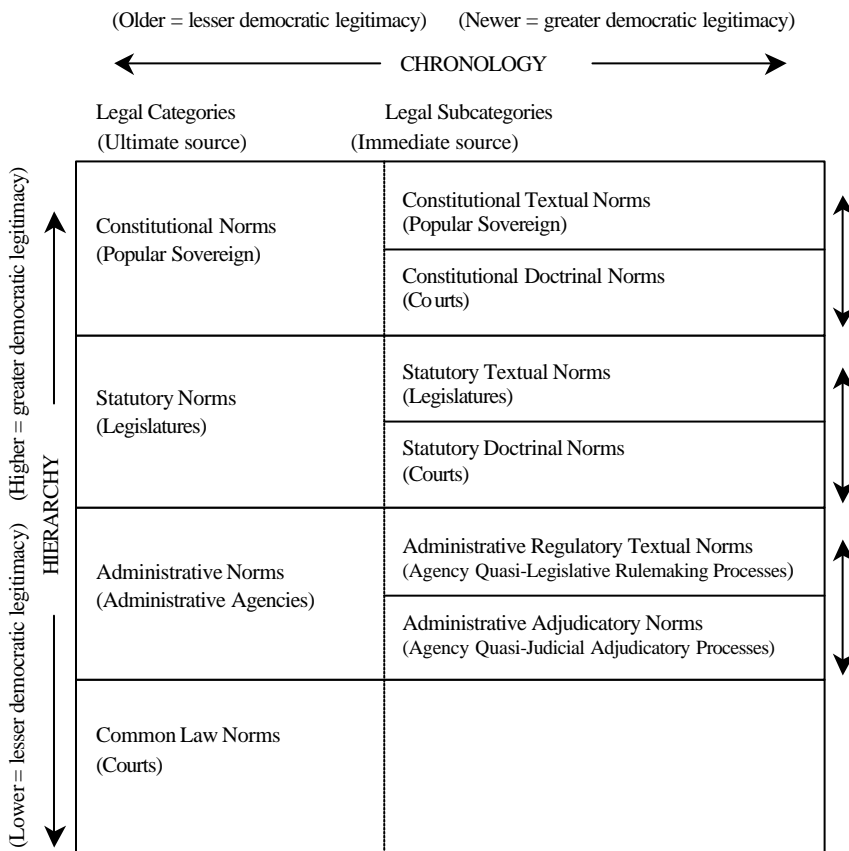 (Older = lesser democratic legitimacy) (Newer = greater democratic legitimacy)
CHRONOLOGY
Legal Categories
(Ultimate source)
Legal Subcategories
(Immediate source)
(Higher = greater democratic legitimacy)
HIERARCHY
(Lower = lesser democratic legitimacy)
Constitutional Norms
(Popular Sovereign)
Constitutional Textual Norms
(Popular Sovereign)
Constitutional Doctrinal Norms
(Courts)
Statutory Norms
(Legislatures)
Statutory Textual Norms
(Legislatures)
Statutory Doctrinal Norms
(Courts)
Administrative Norms
(Administrative Agencies)
Administrative Regulatory Textual Norms
(Agency Quasi-Legislative Rulemaking Processes)
Administrative Adjudicatory Norms
(Agency Quasi-Judicial Adjudicatory Processes)
Common Law Norms
(Courts)